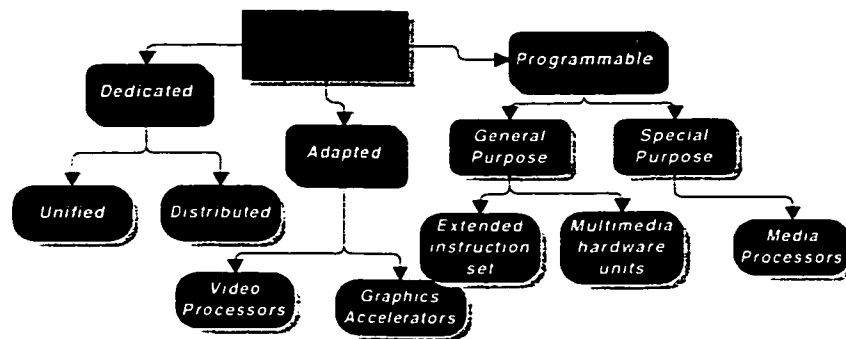 Programmable
Dedicated
General
Purpose
Special
Purpose
Adapted
Unified
Distributed
Extended
instruction
set
Multimedia
hardware
units
Media
Processors
Video
Processors
Graphics
Accelerators